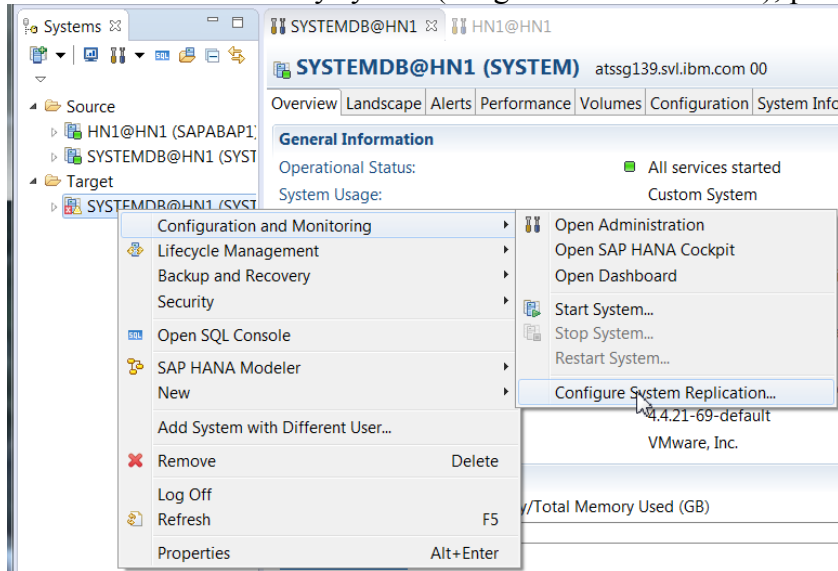 Systems
SYSTEMDB@HN1 HN1@HN1
SYSTEMDB@HN1 (SYSTEM) atssg139.svl.ibm.com 00
Overview Landscape Alerts Performance Volumes Configuration System Info
Source
HN1@HN1 (SAPABAP1)
SYSTEMDB@HN1 (SYST
Target
SYSTEMDB@HN1 (SYST
General Information
Operational Status: All services started
System Usage: Custom System
Configuration and Monitoring
Lifecycle Management
Backup and Recovery
Security
Open SQL Console
SAP HANA Modeler
New
Add System with Different User...
Remove Delete
Log Off
Refresh F5
Properties Alt+Enter
Open Administration
Open SAP HANA Cockpit
Open Dashboard
Start System...
Stop System...
Restart System...
Configure System Replication...
4.4.21-69-default
VMware, Inc.
y/Total Memory Used (GB)